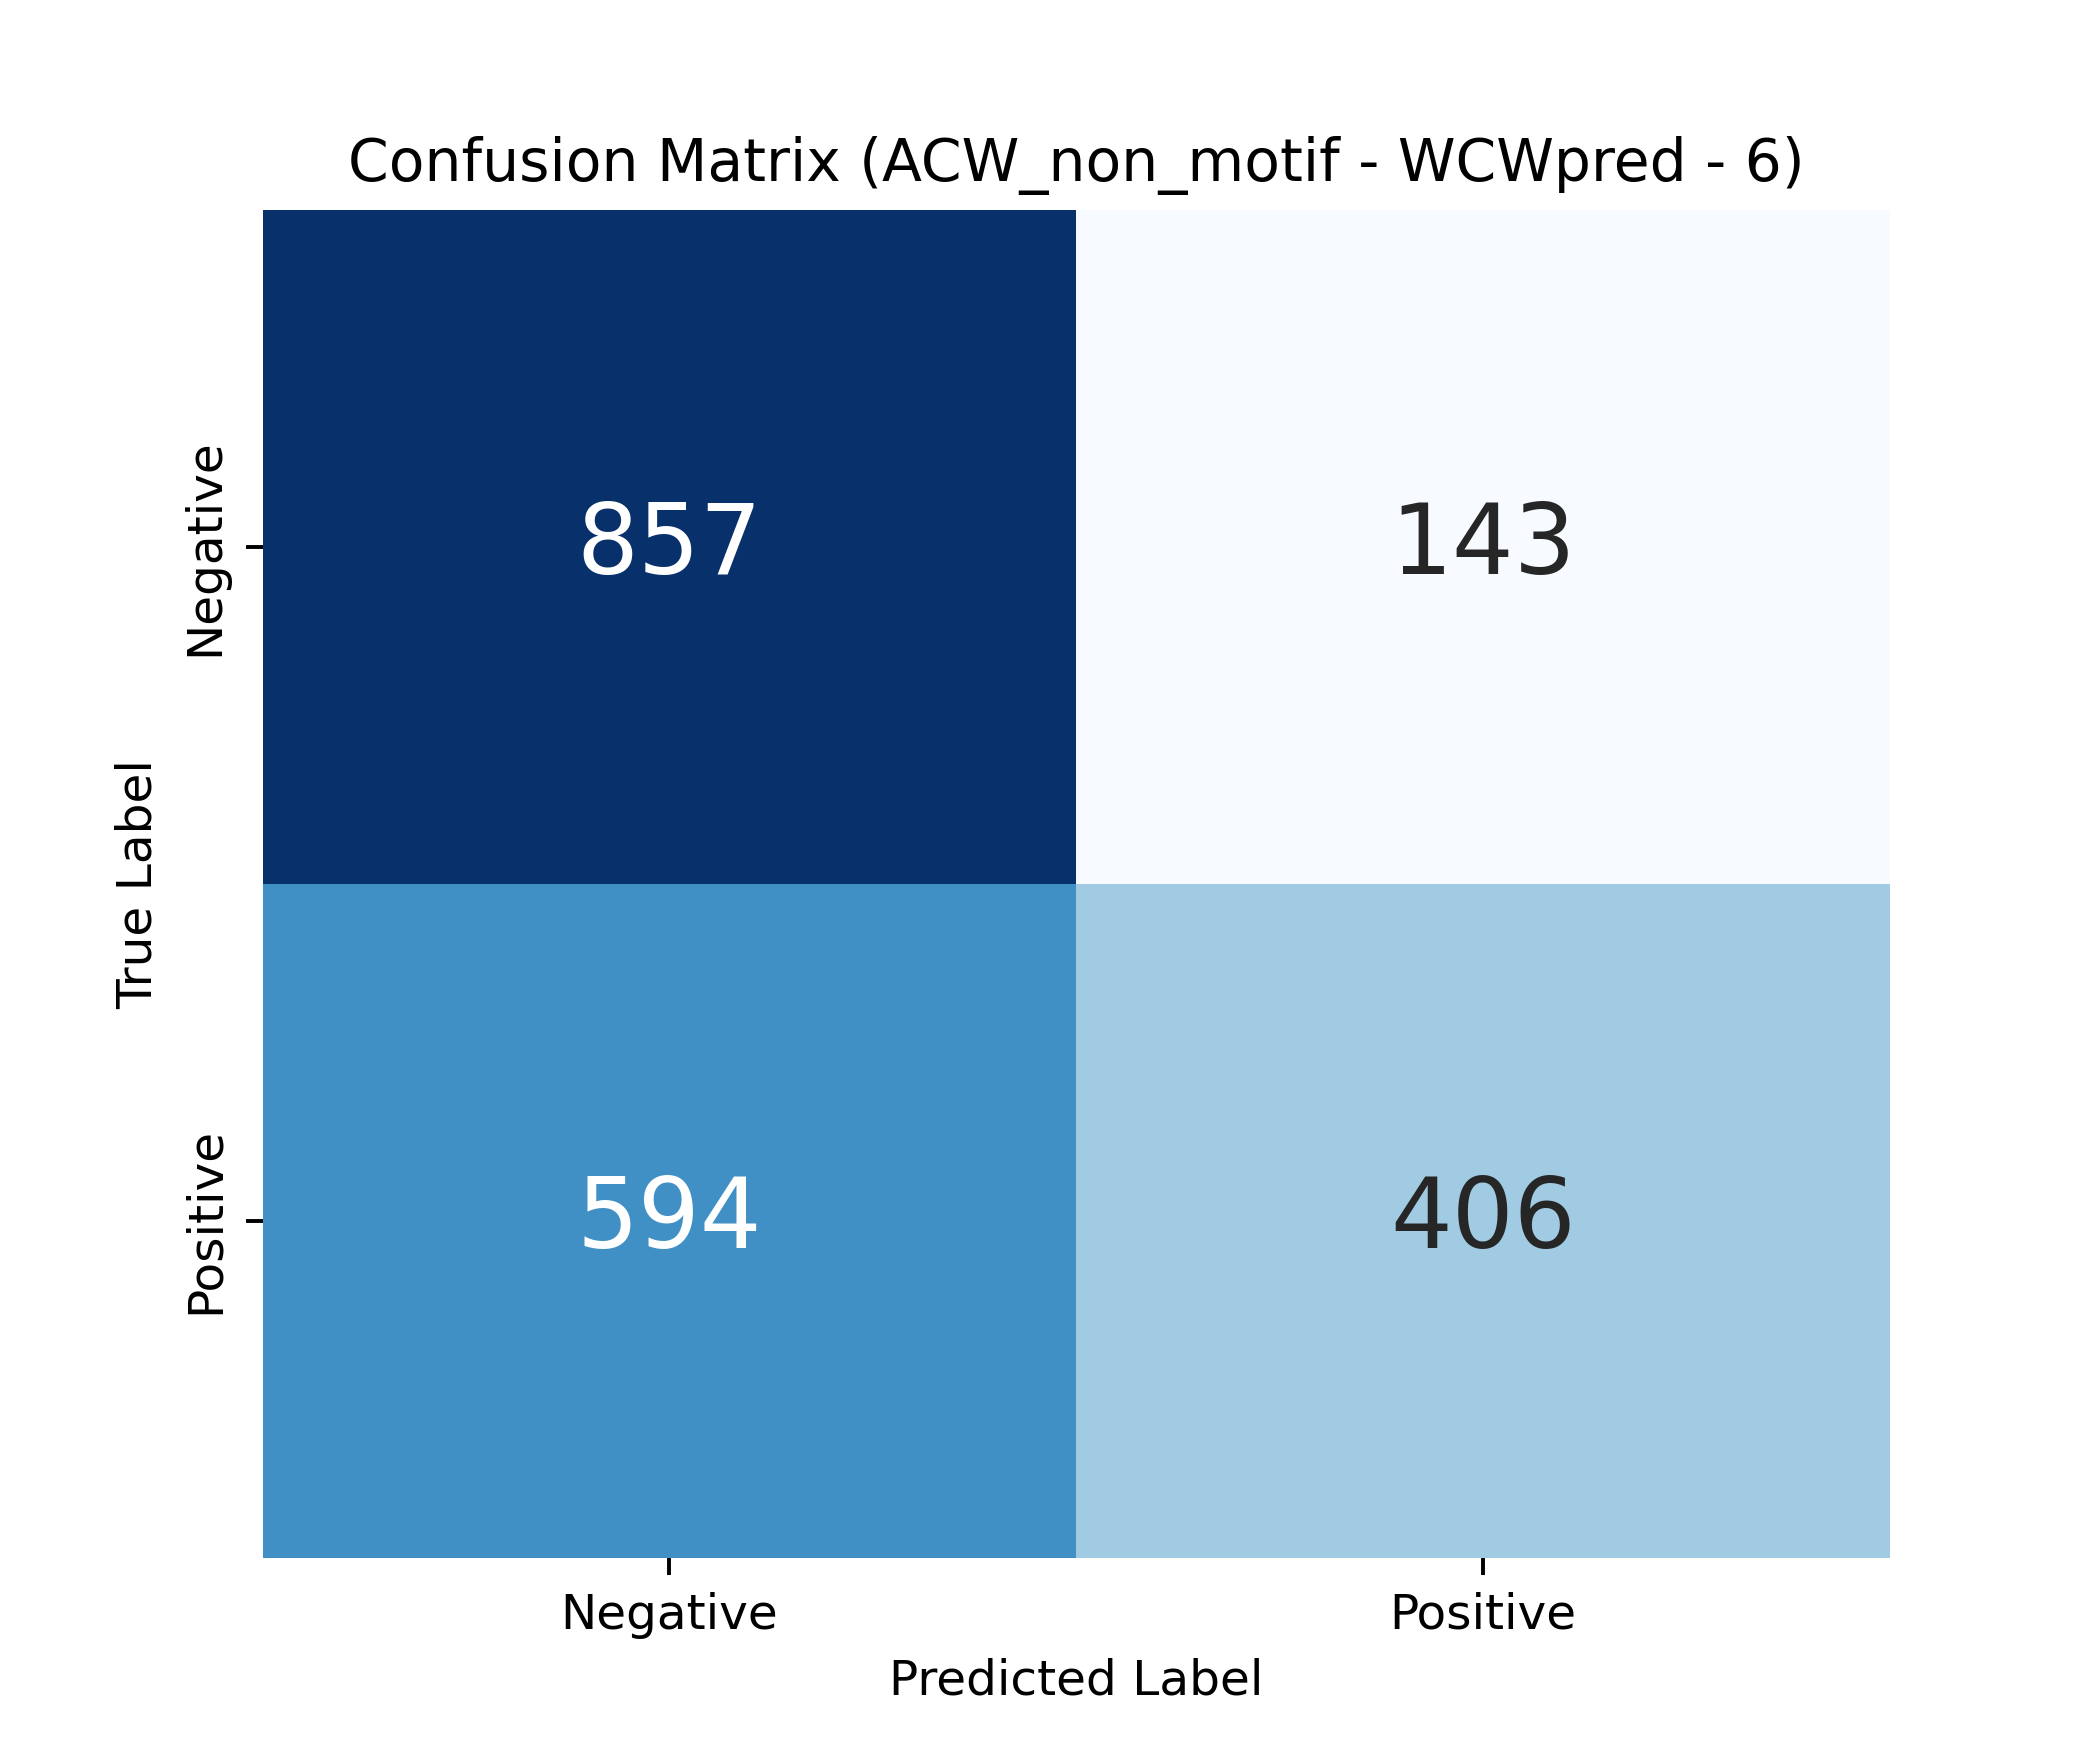 Confusion Matrix (ACW_non_motif - WCWpred - 6)
True Label
Negative
857
143
Positive
594
406
Negative
Positive
Predicted Label